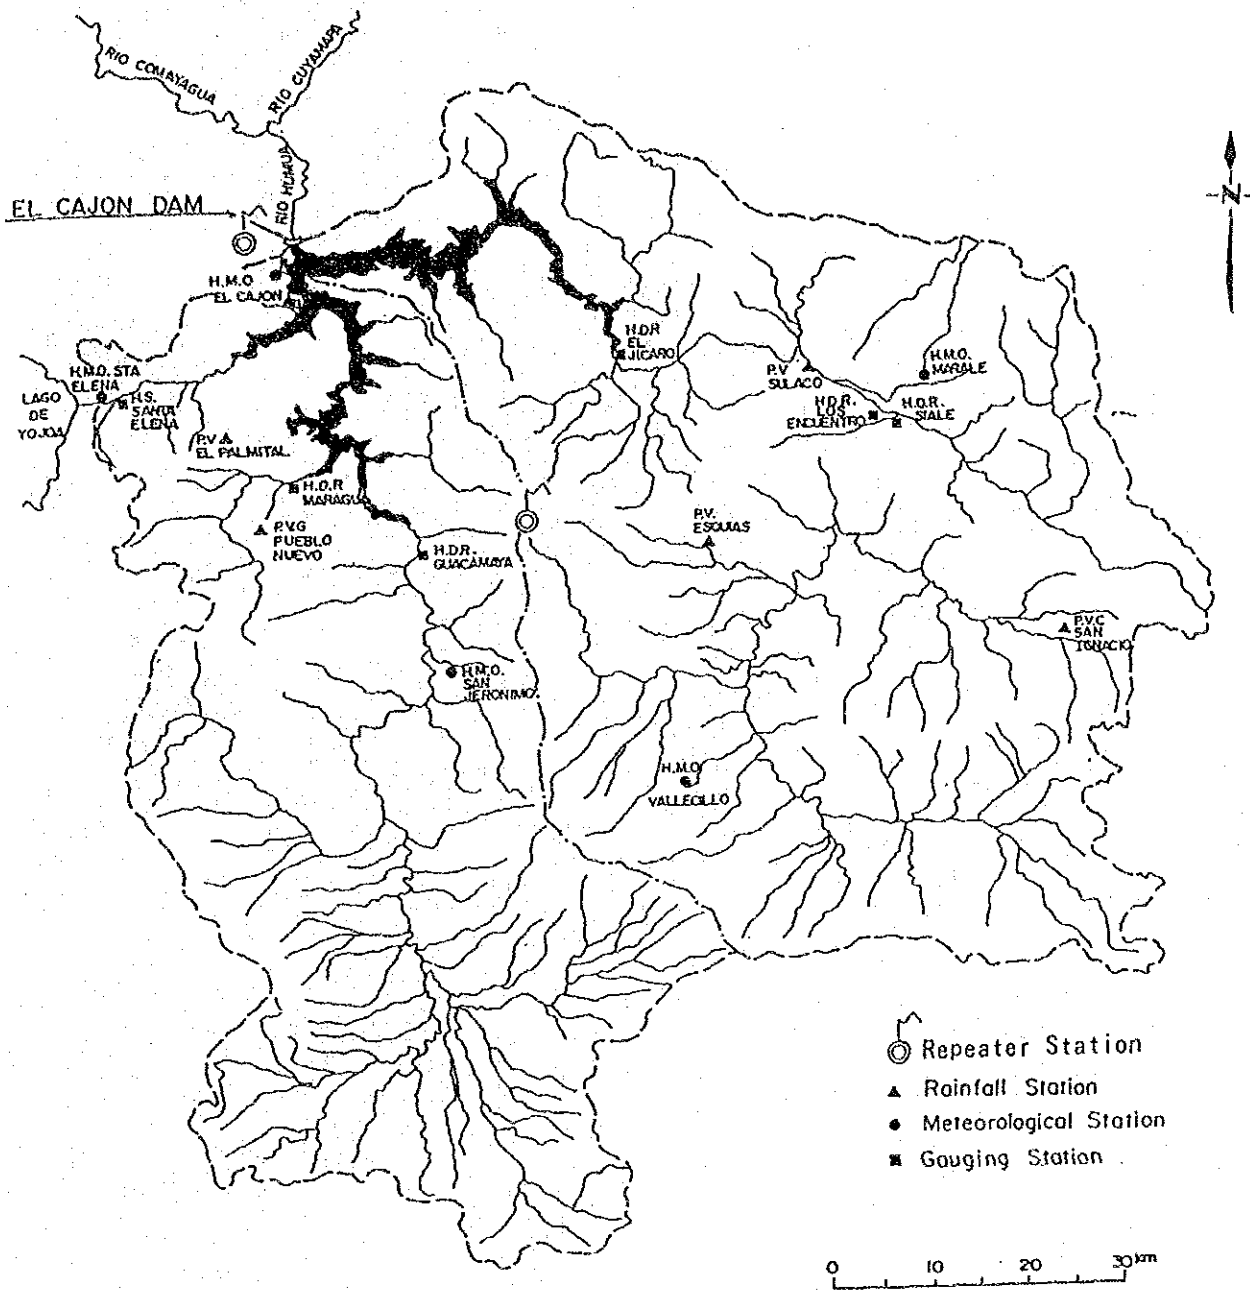 RIO COMAYAGUA
RIO CUYAMAPA
RIO HUMUYA
EL CAJON DAM
N
H.M.O
EL CAJON
H.D.R
EL
JICARO
H.M.O. STA
ELENA
H.S.
SANTA
ELENA
LAGO
DE
YOJOA
P.V.
EL PALMITAL
P.V.
SULACO
H.M.O.
MARALE
H.D.R.
LOS
ENCUENTRO
H.D.R.
SIALE
H.D.R
MARAGU
P.V.G
PUEBLO
NUEVO
H.D.R.
GUACAMAYA
P.V.
ESQUIAS
P.V.C
SAN
IGNACIO
H.M.O.
SAN
JERONIMO
H.M.O
VALLECILLO
Repeater Station
Rainfall Station
Meteorological Station
Gauging Station
0 10 20 30 km